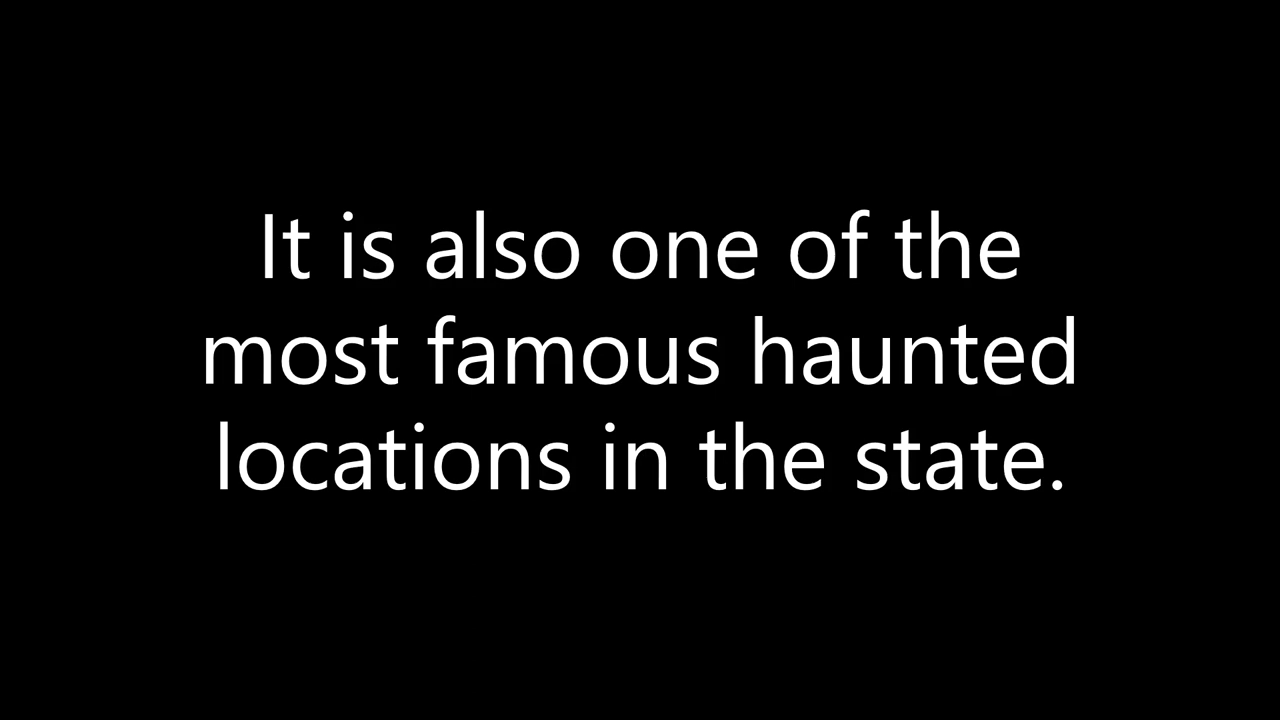 It is also one of the
most famous haunted
locations in the state.